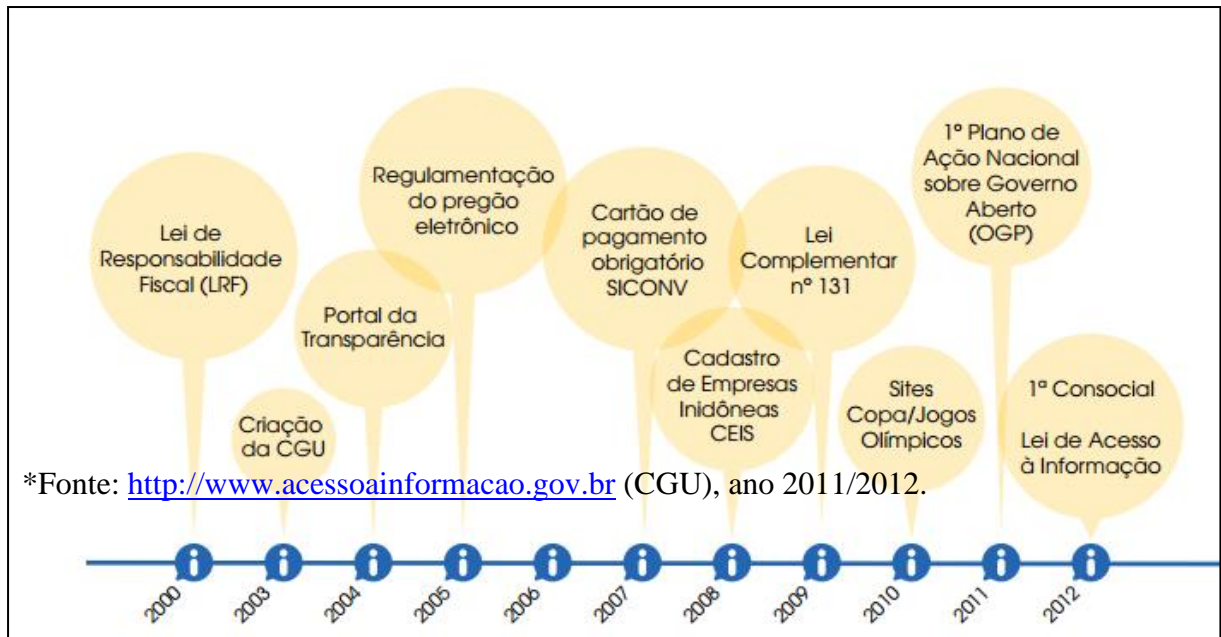 Lei de
Responsabilidade
Fiscal (LRF)
Criação
da CGU
Portal da
Transparência
Regulamentação
do pregão
eletrônico
Cartão de
pagamento
obrigatório
SICONV
Cadastro
de Empresas
Inidôneas
CEIS
Lei
Complementar
nº 131
Sites
Copa/Jogos
Olímpicos
1º Plano de
Ação Nacional
sobre Governo
Aberto
(OGP)
1ª Consocial
Lei de Acesso
à Informação
*Fonte: http://www.acessoainformacao.gov.br (CGU), ano 2011/2012.
2000
2003
2004
2005
2006
2007
2008
2009
2010
2011
2012